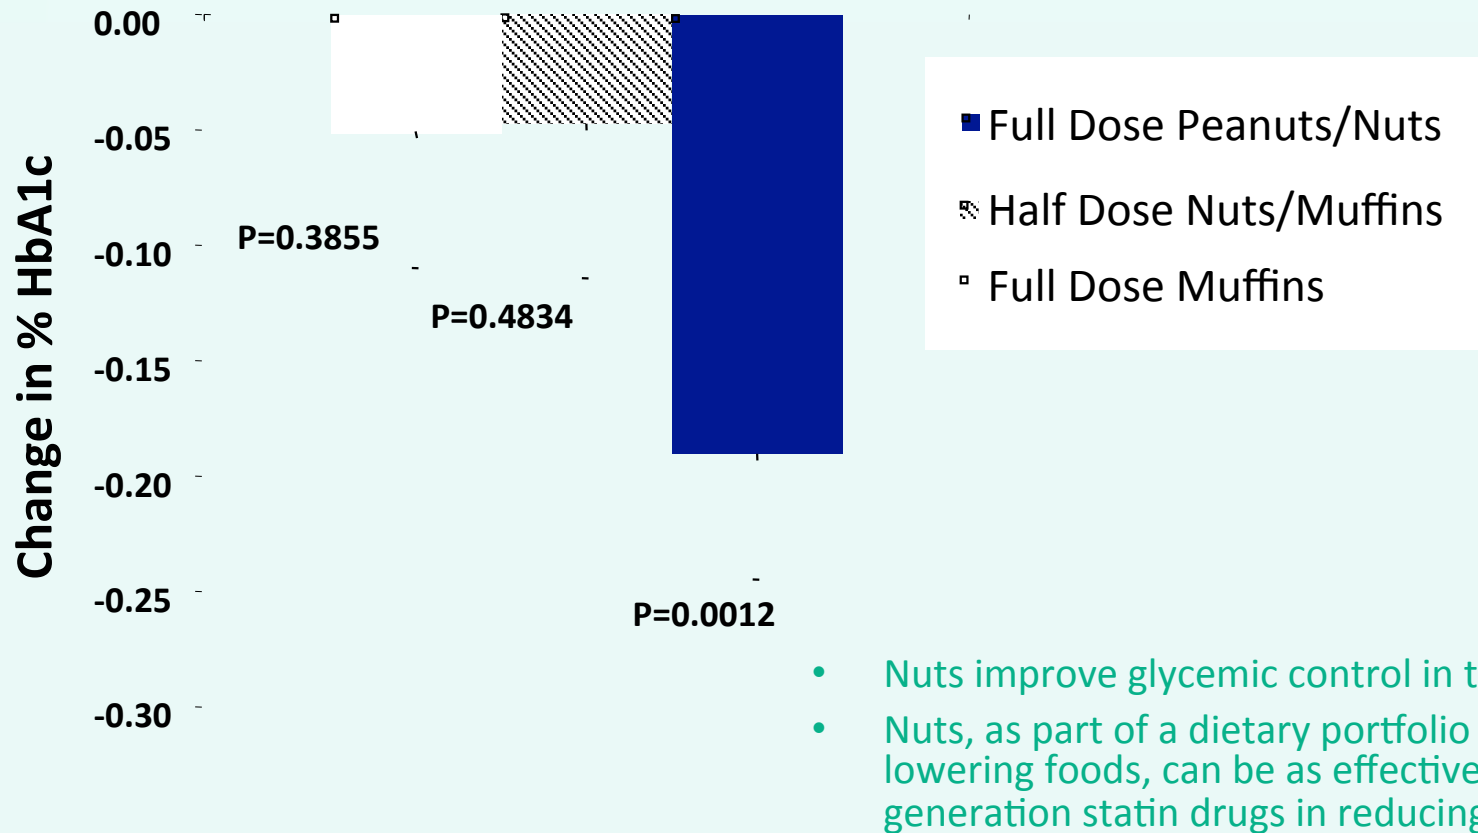 0.00
-0.05
-0.10
-0.15
-0.20
-0.25
-0.30
Change in % HbA1c
P=0.3855
P=0.4834
P=0.0012
Full Dose Peanuts/Nuts
Half Dose Nuts/Muffins
Full Dose Muffins
• Nuts improve glycemic control in
• Nuts, as part of a dietary portfolio
lowering foods, can be as effective
generation statin drugs in reducing